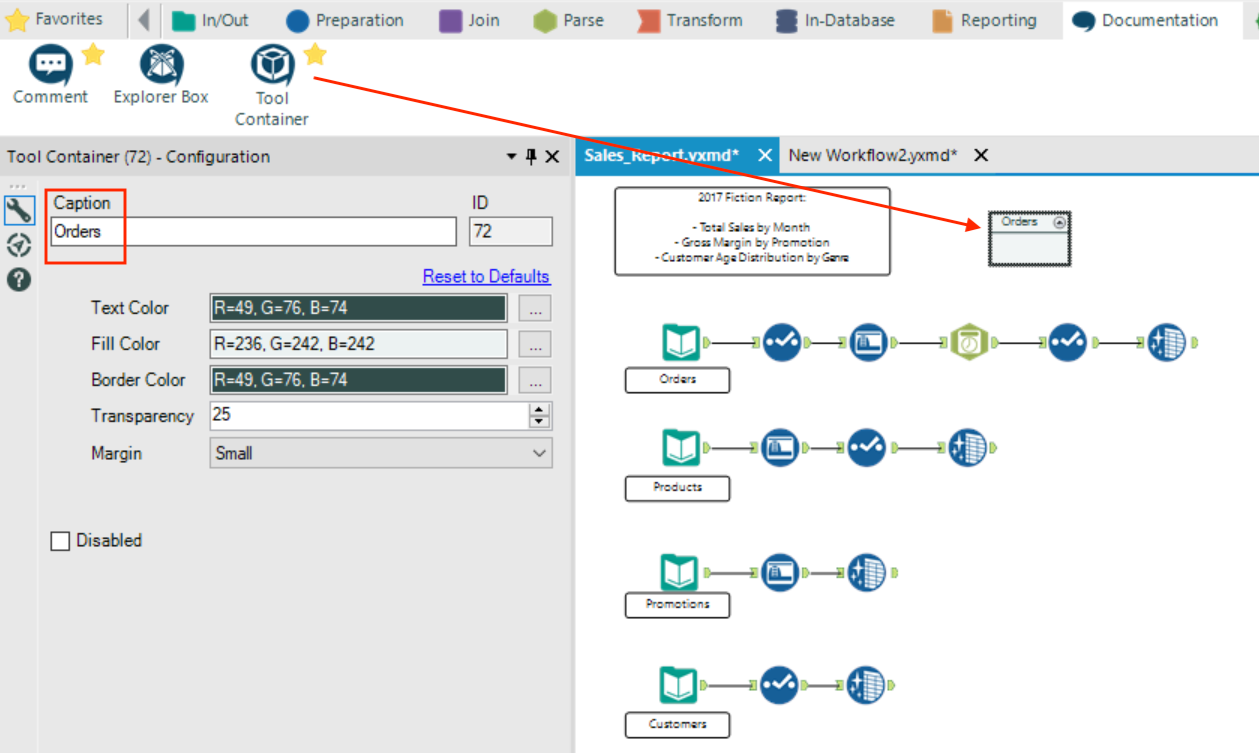 Favorites In/Out Preparation Join Parse Transform In-Database Reporting Documentation
Comment Explorer Box Tool
Container
Tool Container (72) - Configuration
Sales_Report.yxmd* New Workflow2.yxmd*
Caption ID
Orders 72
Reset to Defaults
Text Color R=49, G=76, B=74 ...
Fill Color R=236, G=242, B=242 ...
Border Color R=49, G=76, B=74 ...
Transparency 25
Margin Small
Disabled
2017 Fiction Report:
- Total Sales by Month
- Gross Margin by Promotion
- Customer Age Distribution by Genre
Orders
Orders
Products
Promotions
Customers